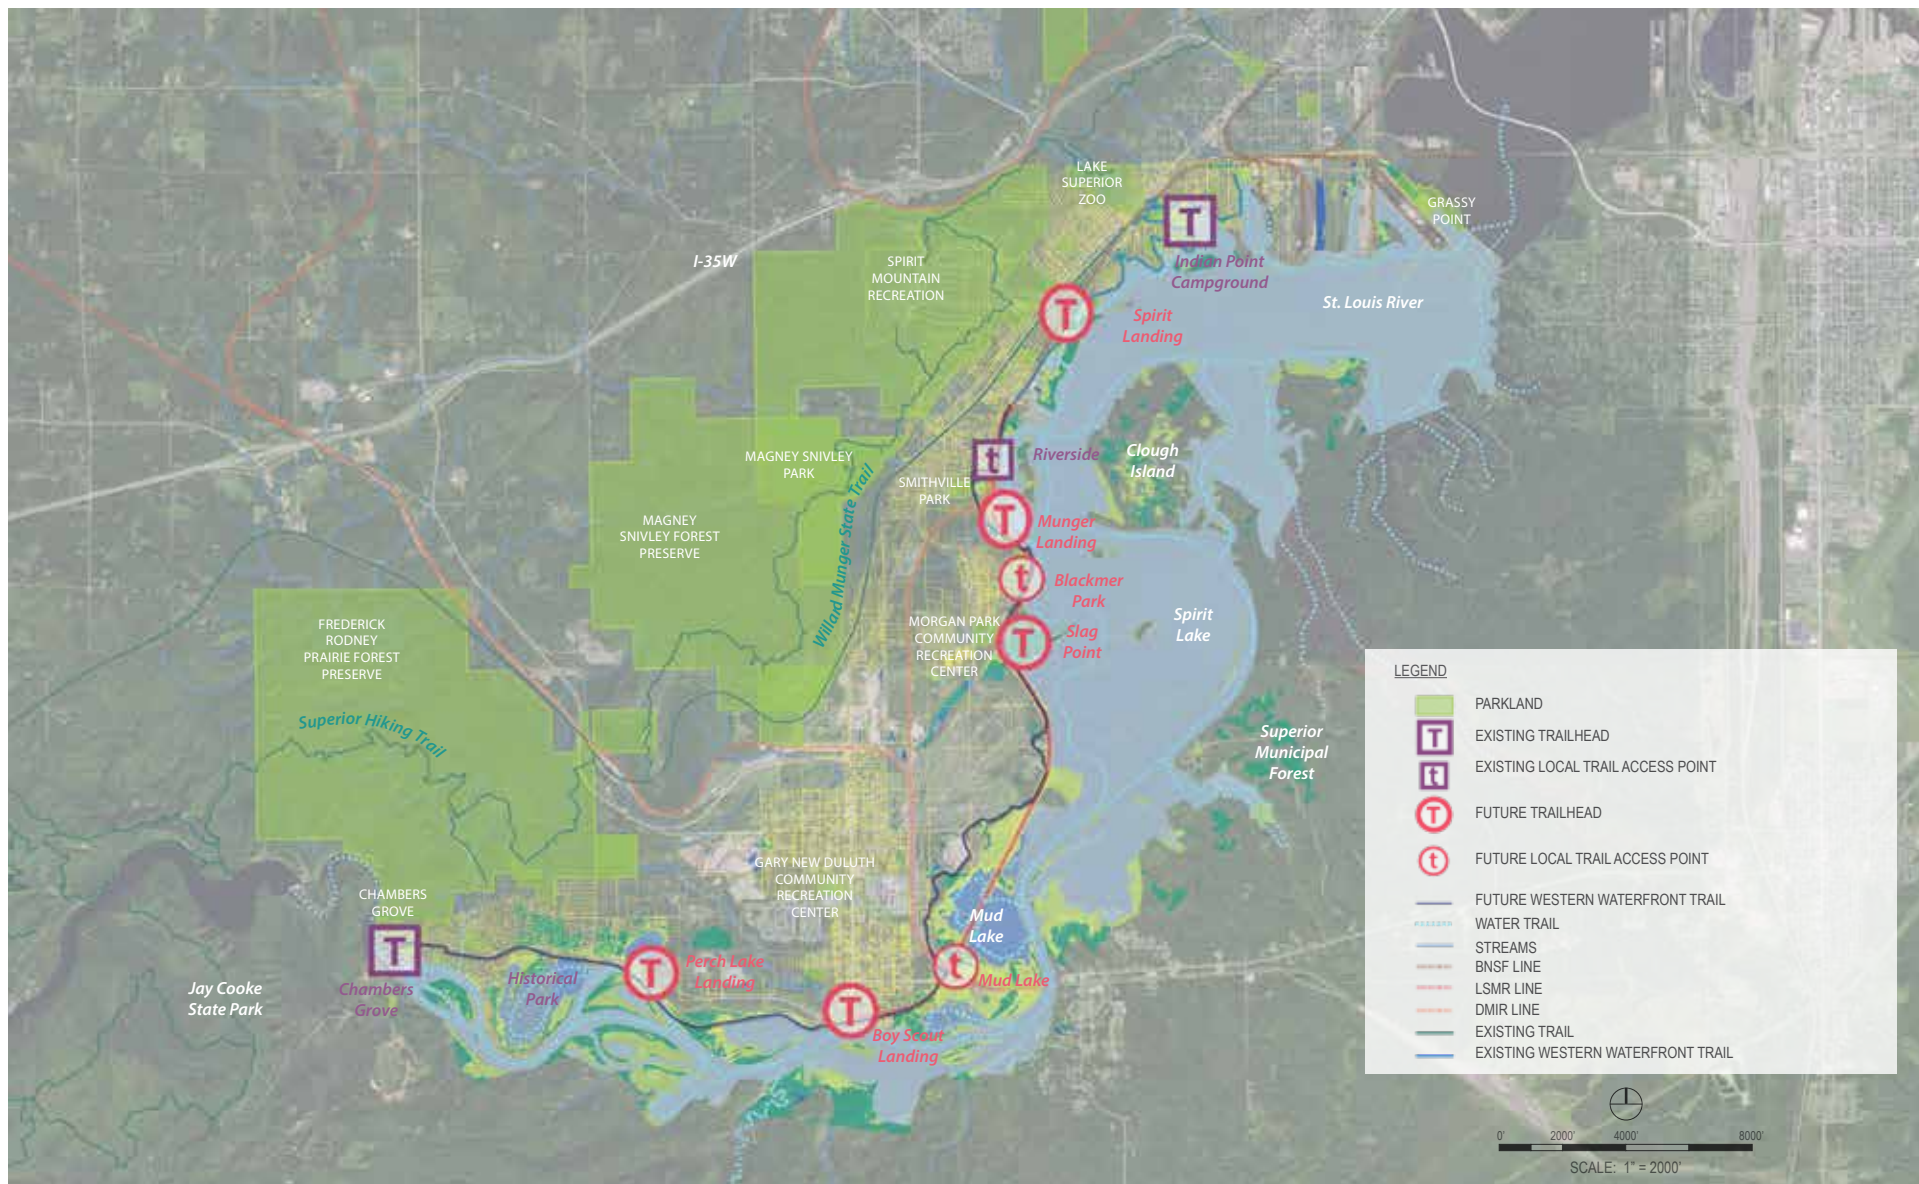 LAKE
SUPERIOR
ZOO
T
GRASSY
POINT
I-35W
SPIRIT
MOUNTAIN
RECREATION
Indian Point
Campground
St. Louis River
T
Spirit
Landing
MAGNEY SNIVLEY
PARK
t
Riverside
Clough
Island
SMITHVILLE
PARK
MAGNEY
SNIVLEY FOREST
PRESERVE
Willard Munger State Trail
T
Munger
Landing
t
Blackmer
Park
Spirit
Lake
MORGAN PARK
COMMUNITY
RECREATION
CENTER
T
Slag
Point
FREDERICK
RODNEY
PRAIRIE FOREST
PRESERVE
Superior Hiking Trail
Superior
Municipal
Forest
GARY NEW DULUTH
COMMUNITY
RECREATION
CENTER
CHAMBERS
GROVE
T
Chambers
Grove
Jay Cooke
State Park
Historical
Park
T
Perch Lake
Landing
T
Boy Scout
Landing
Mud
Lake
t
Mud Lake
LEGEND
PARKLAND
T EXISTING TRAILHEAD
t EXISTING LOCAL TRAIL ACCESS POINT
T FUTURE TRAILHEAD
t FUTURE LOCAL TRAIL ACCESS POINT
FUTURE WESTERN WATERFRONT TRAIL
WATER TRAIL
STREAMS
BNSF LINE
LSMR LINE
DMIR LINE
EXISTING TRAIL
EXISTING WESTERN WATERFRONT TRAIL
0' 2000' 4000' 8000'
SCALE: 1" = 2000'